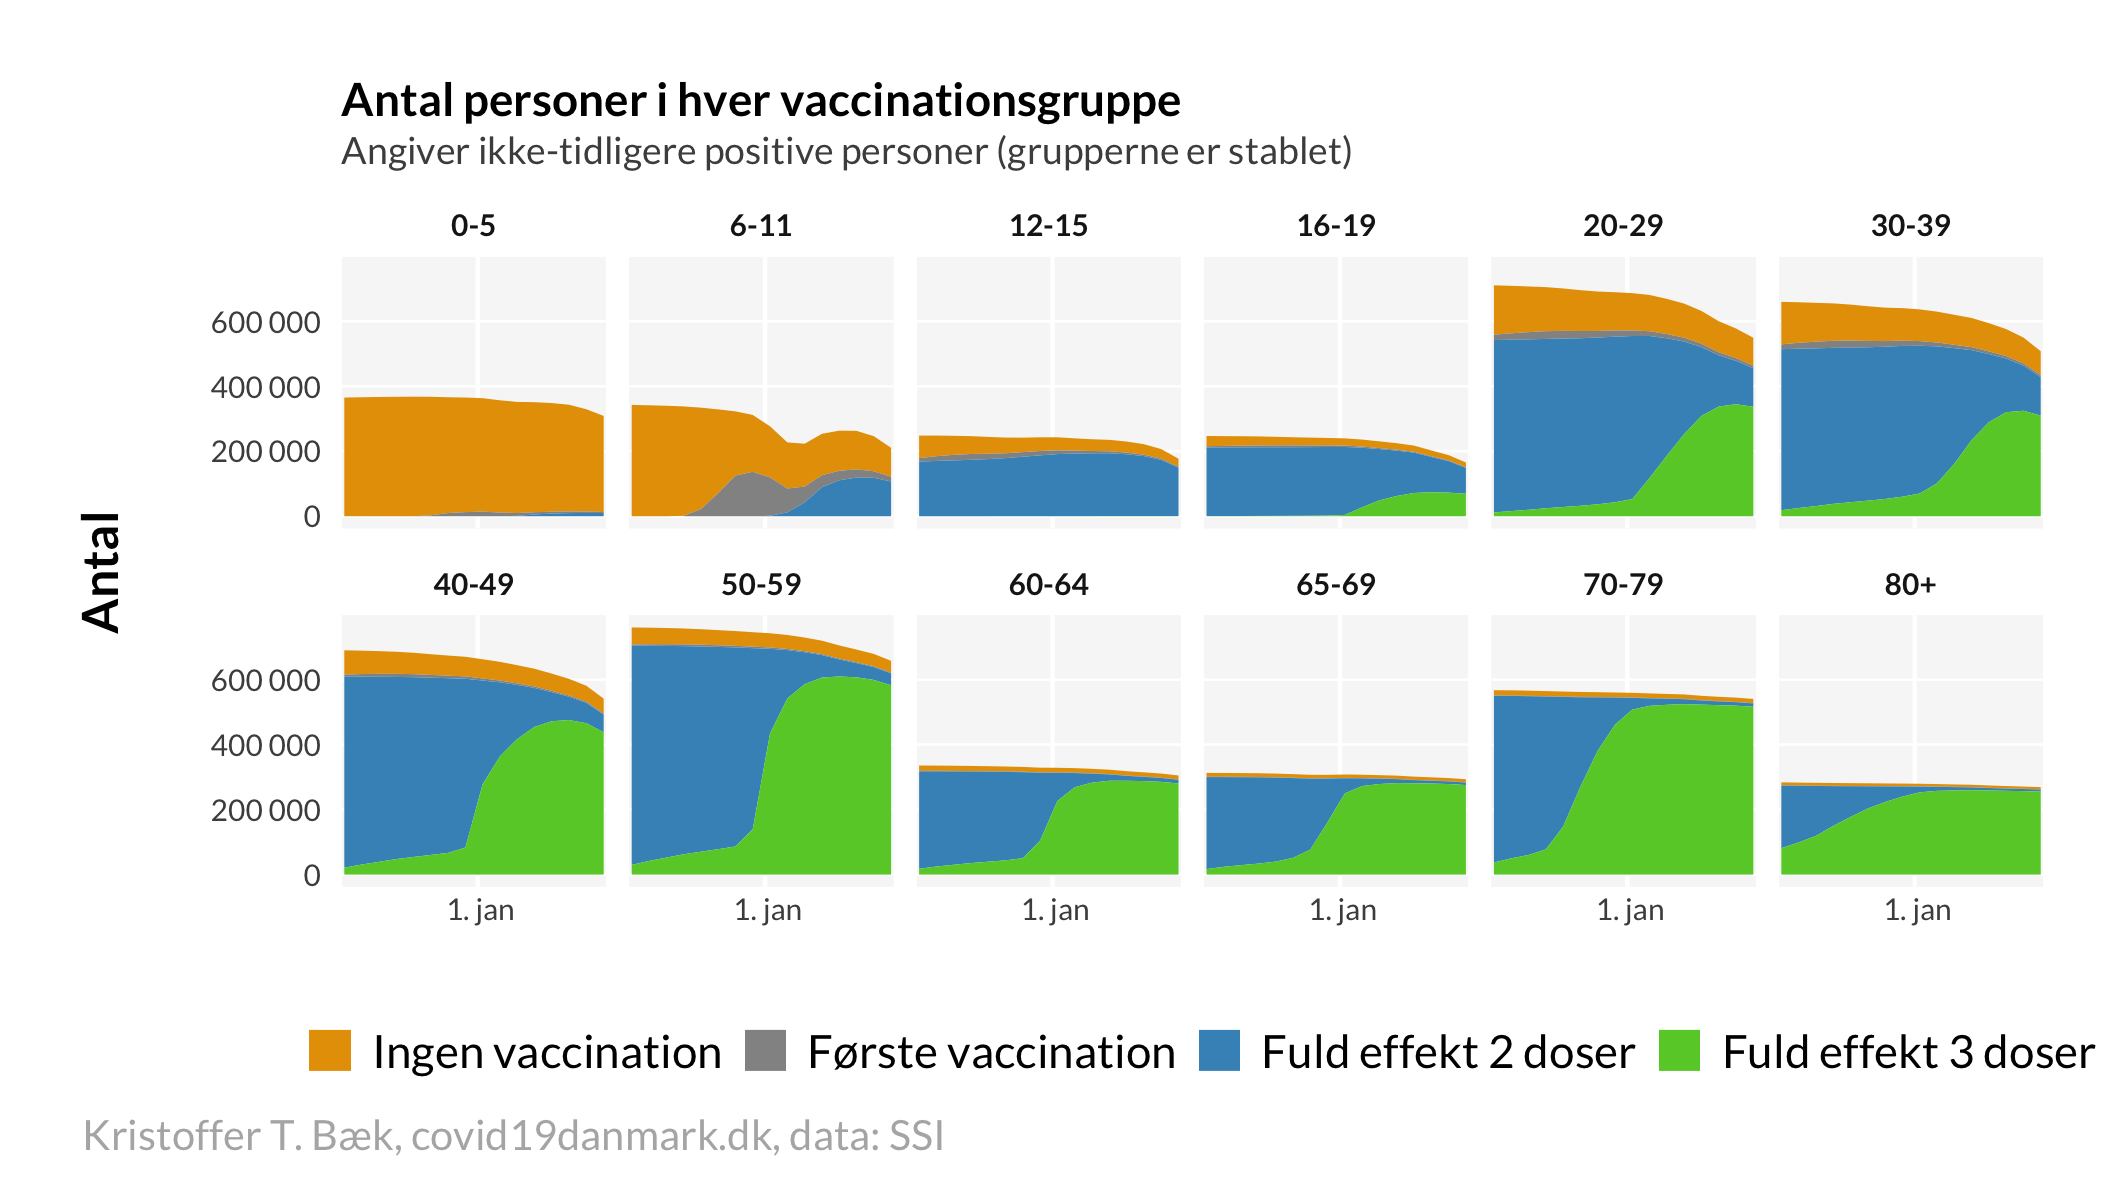 Antal personer i hver vaccinationsgruppe
Angiver ikke-tidligere positive personer (grupperne er stablet)
0-5 6-11 12-15 16-19 20-29 30-39
600 000
400 000
200 000
0
Antal
40-49 50-59 60-64 65-69 70-79 80+
600 000
400 000
200 000
0
1. jan 1. jan 1. jan 1. jan 1. jan 1. jan
Ingen vaccination Første vaccination Fuld effekt 2 doser Fuld effekt 3 doser
Kristoffer T. Bæk, covid19danmark.dk, data: SSI